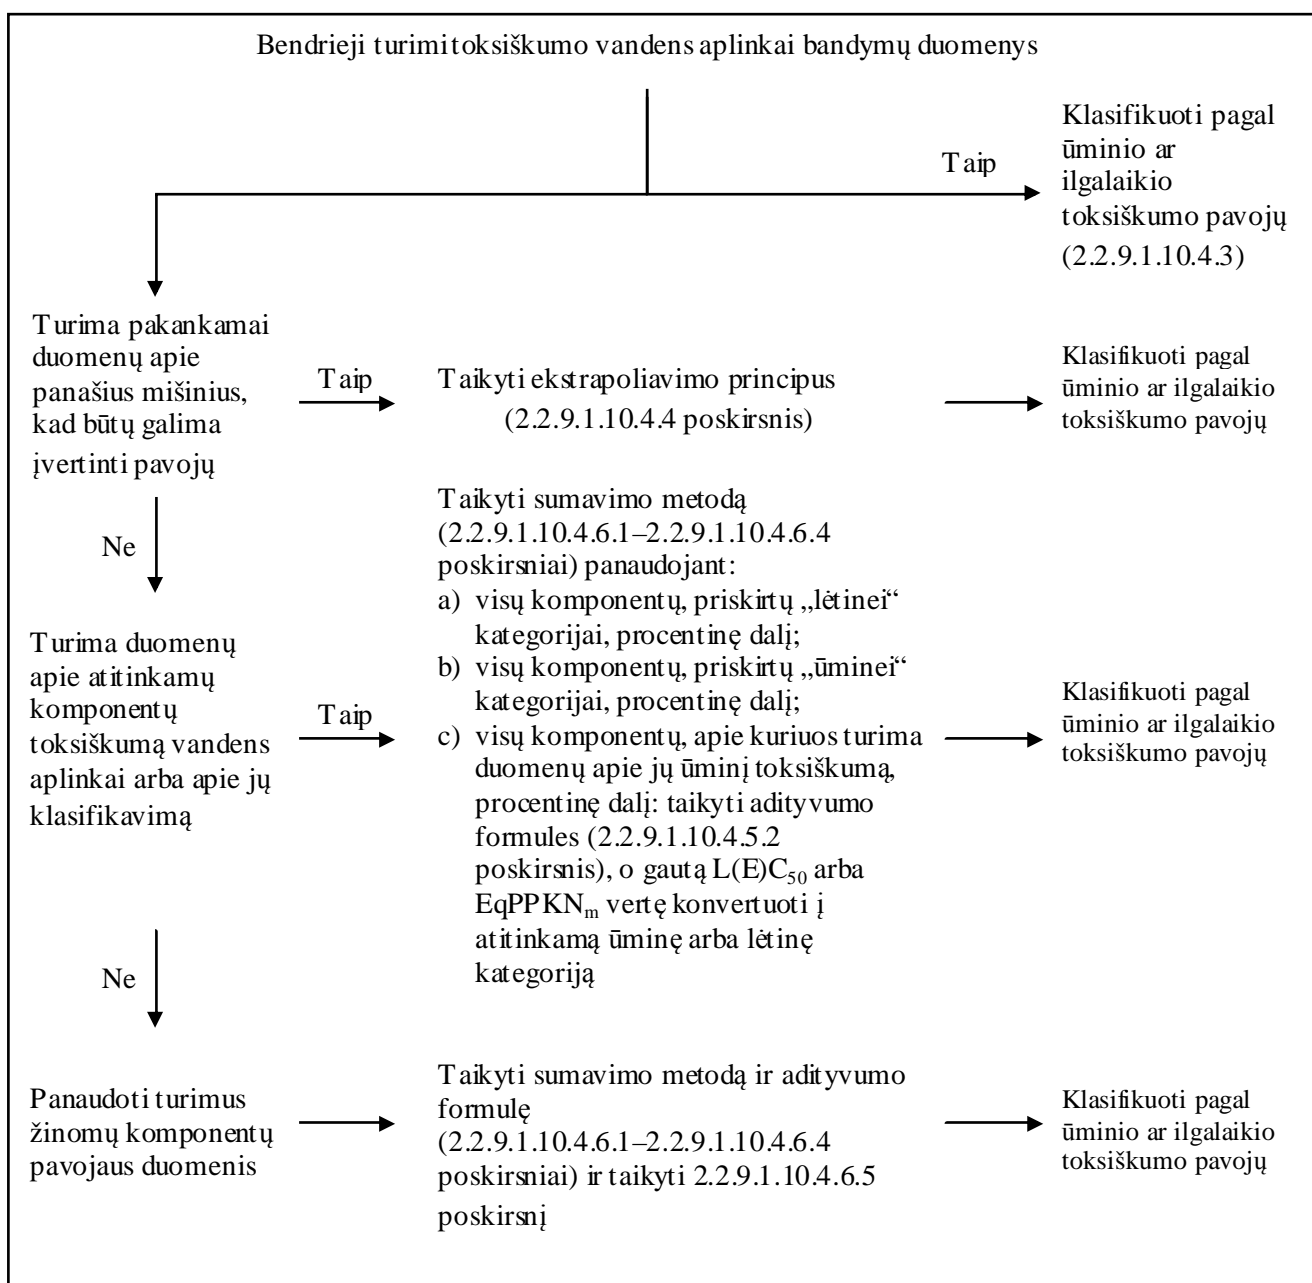 Bendrieji turimi toksiškumo vandens aplinkai bandymų duomenys
Taip
Klasifikuoti pagal
ūminio ar
ilgalaikio
toksiškumo pavojų
(2.2.9.1.10.4.3)
Turima pakankamai
duomenų apie
panašius mišinius,
kad būtų galima
įvertinti pavojų
Taip
Taikyti ekstrapoliavimo principus
(2.2.9.1.10.4.4 poskirsnis)
Klasifikuoti pagal
ūminio ar ilgalaikio
toksiškumo pavojų
Ne
Turima duomenų
apie atitinkamų
komponentų
toksiškumą vandens
aplinkai arba apie jų
klasifikavimą
Taip
Taikyti sumavimo metodą
(2.2.9.1.10.4.6.1–2.2.9.1.10.4.6.4
poskirsniai) panaudojant:
a) visų komponentų, priskirtų „lėtinei“
kategorijai, procentinę dalį;
b) visų komponentų, priskirtų „ūminei“
kategorijai, procentinę dalį;
c) visų komponentų, apie kuriuos turima
duomenų apie jų ūminį toksiškumą,
procentinę dalį: taikyti adityvumo
formules (2.2.9.1.10.4.5.2
poskirsnis), o gautą L(E)C50 arba
EqPPKNm vertę konvertuoti į
atitinkamą ūminę arba lėtinę
kategoriją
Klasifikuoti pagal
ūminio ar ilgalaikio
toksiškumo pavojų
Ne
Panaudoti turimus
žinomų komponentų
pavojaus duomenis
Taikyti sumavimo metodą ir adityvumo
formulę
(2.2.9.1.10.4.6.1–2.2.9.1.10.4.6.4
poskirsniai) ir taikyti 2.2.9.1.10.4.6.5
poskirsnį
Klasifikuoti pagal
ūminio ar ilgalaikio
toksiškumo pavojų